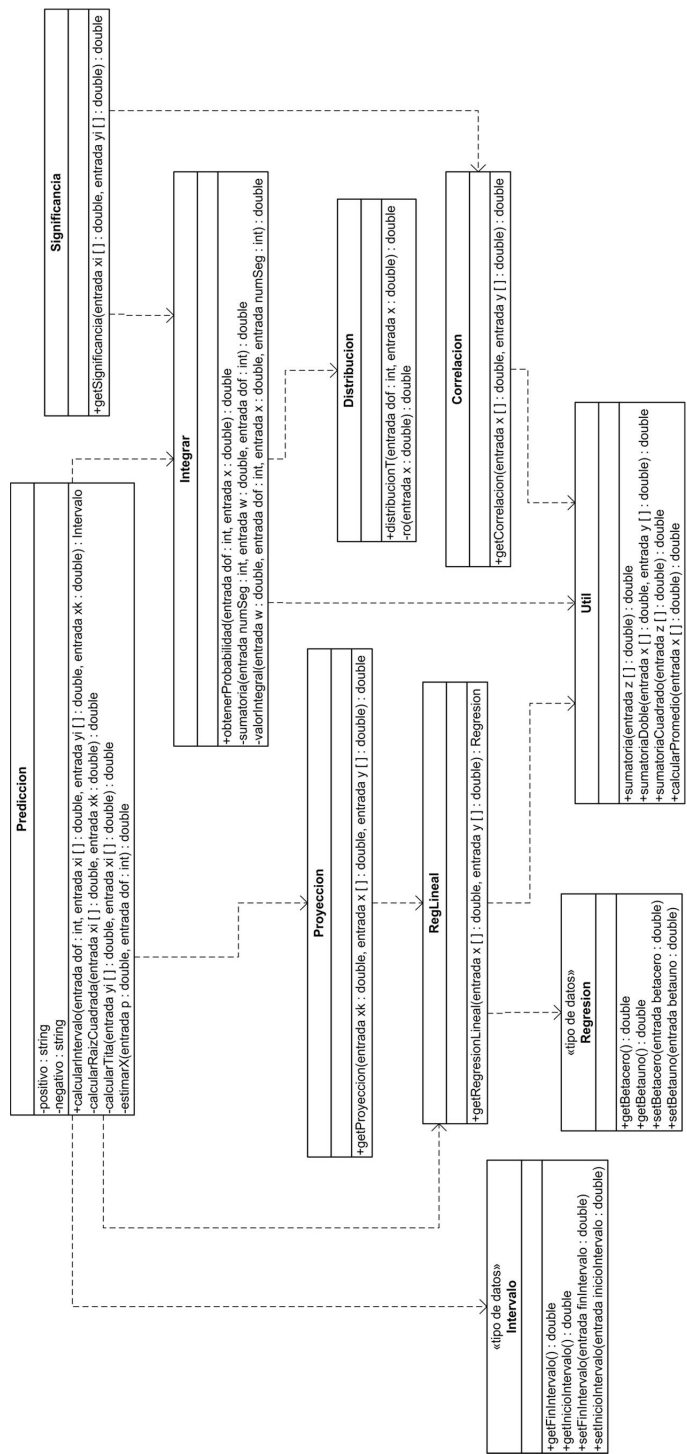 Prediccion
-positivo : string
-negativo : string
+calcularIntervalo(entrada dof : int, entrada xi [ ] : double, entrada yi [ ] : double, entrada xk : double) : Intervalo
-calcularRaizCuadrada(entrada xi [ ] : double, entrada xk : double) : double
-calcularTita(entrada yi [ ] : double, entrada xi [ ] : double) : double
-estimarX(entrada p : double, entrada dof : int) : double
Significancia
+getSignificancia(entrada xi [ ] : double, entrada yi [ ] : double) : double
Integrar
+obtenerProbabilidad(entrada dof : int, entrada x : double) : double
-sumatoria(entrada numSeg : int, entrada w : double, entrada dof : int) : double
-valorIntegral(entrada w : double, entrada dof : int, entrada x : double, entrada numSeg : int) : double
Proyeccion
+getProyeccion(entrada xk : double, entrada x [ ] : double, entrada y [ ] : double) : double
Distribucion
+distribucionT(entrada dof : int, entrada x : double) : double
-ro(entrada x : double) : double
RegLineal
+getRegresionLineal(entrada x [ ] : double, entrada y [ ] : double) : Regresion
Correlacion
+getCorrelacion(entrada x [ ] : double, entrada y [ ] : double) : double
«tipo de datos»
Intervalo
+getFinIntervalo() : double
+getInicioIntervalo() : double
+setFinIntervalo(entrada finIntervalo : double)
+setInicioIntervalo(entrada inicioIntervalo : double)
«tipo de datos»
Regresion
+getBetacero() : double
+getBetauno() : double
+setBetacero(entrada betacero : double)
+setBetauno(entrada betauno : double)
Util
+sumatoria(entrada z [ ] : double) : double
+sumatoriaDoble(entrada x [ ] : double, entrada y [ ] : double) : double
+sumatoriaCuadrado(entrada z [ ] : double) : double
+calcularPromedio(entrada x [ ] : double) : double